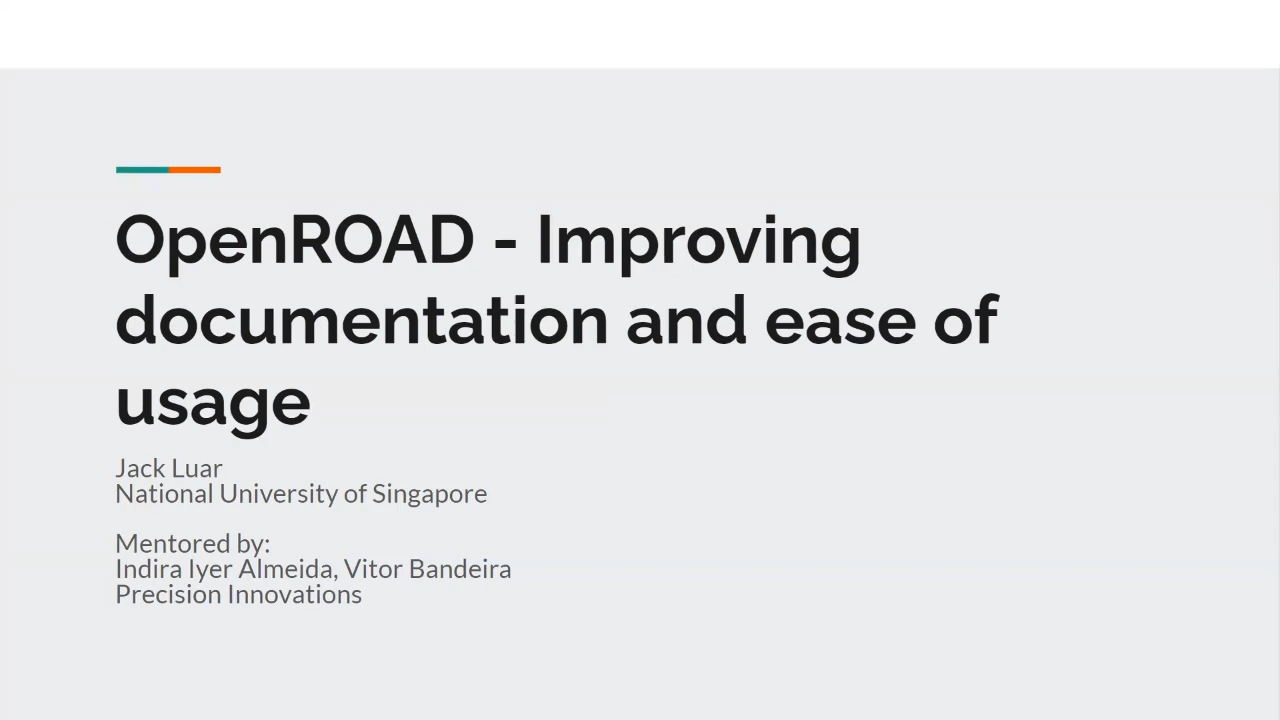 OpenROAD - Improving
documentation and ease of
usage
Jack Luar
National University of Singapore
Mentored by:
Indira Iyer Almeida, Vitor Bandeira
Precision Innovations